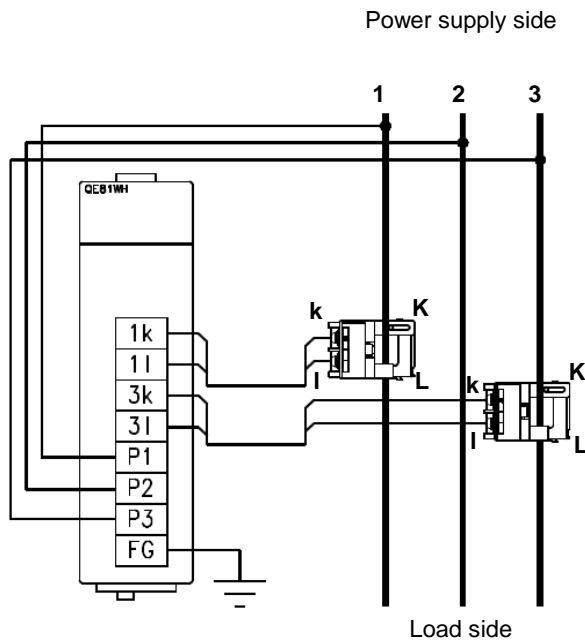 Power supply side
1 2 3
QE81WH
k K
1k
1l
l L
3k
k K
3l
l L
P1
P2
P3
FG
Load side